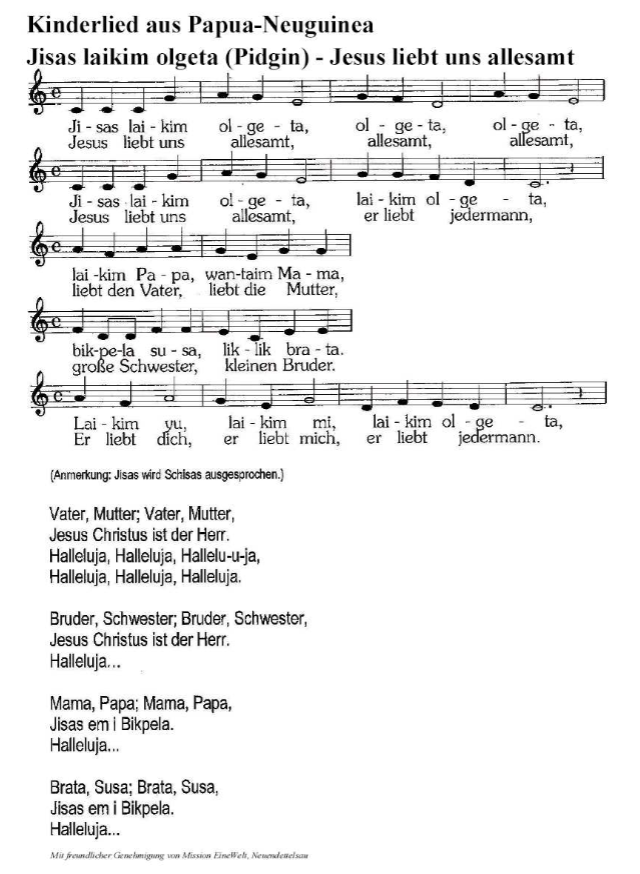 Kinderlied aus Papua-Neuguinea
Jisas laikim olgeta (Pidgin) - Jesus liebt uns allesamt
Ji - sas lai - kim ol - ge - ta, ol - ge - ta, ol - ge - ta,
Jesus liebt uns allesamt, allesamt, allesamt,
Ji - sas lai - kim ol - ge - ta, lai - kim ol - ge - ta,
Jesus liebt uns allesamt, er liebt jedermann,
lai -kim Pa - pa, wan-taim Ma - ma,
liebt den Vater, liebt die Mutter,
bik-pe-la su - sa, lik - lik bra - ta.
große Schwester, kleinen Bruder.
Lai - kim yu, lai - kim mi, lai - kim ol - ge - ta,
Er liebt dich, er liebt mich, er liebt jedermann.
(Anmerkung: Jisas wird Schisas ausgesprochen.)
Vater, Mutter; Vater, Mutter,
Jesus Christus ist der Herr.
Halleluja, Halleluja, Hallelu-u-ja,
Halleluja, Halleluja, Halleluja.
Bruder, Schwester; Bruder, Schwester,
Jesus Christus ist der Herr.
Halleluja...
Mama, Papa; Mama, Papa,
Jisas em i Bikpela.
Halleluja...
Brata, Susa; Brata, Susa,
Jisas em i Bikpela.
Halleluja...
Mit freundlicher Genehmigung von Mission EineWelt, Neuendettelsau